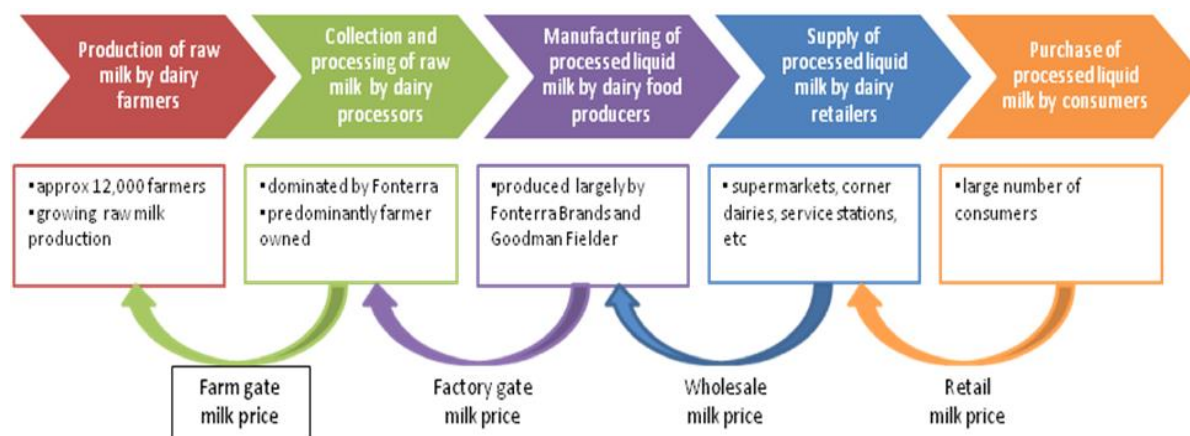 Production of raw
milk by dairy
farmers
Collection and
processing of raw
milk by dairy
processors
Manufacturing of
processed liquid
milk by dairy food
producers
Supply of
processed liquid
milk by dairy
retailers
Purchase of
processed liquid
milk by consumers
▪approx 12,000 farmers
▪growing raw milk
production
▪dominated by Fonterra
▪predominantly farmer
owned
▪produced largely by
Fonterra Brands and
Goodman Fielder
▪supermarkets, corner
dairies, service stations,
etc
▪large number of
consumers
Farm gate
milk price
Factory gate
milk price
Wholesale
milk price
Retail
milk price